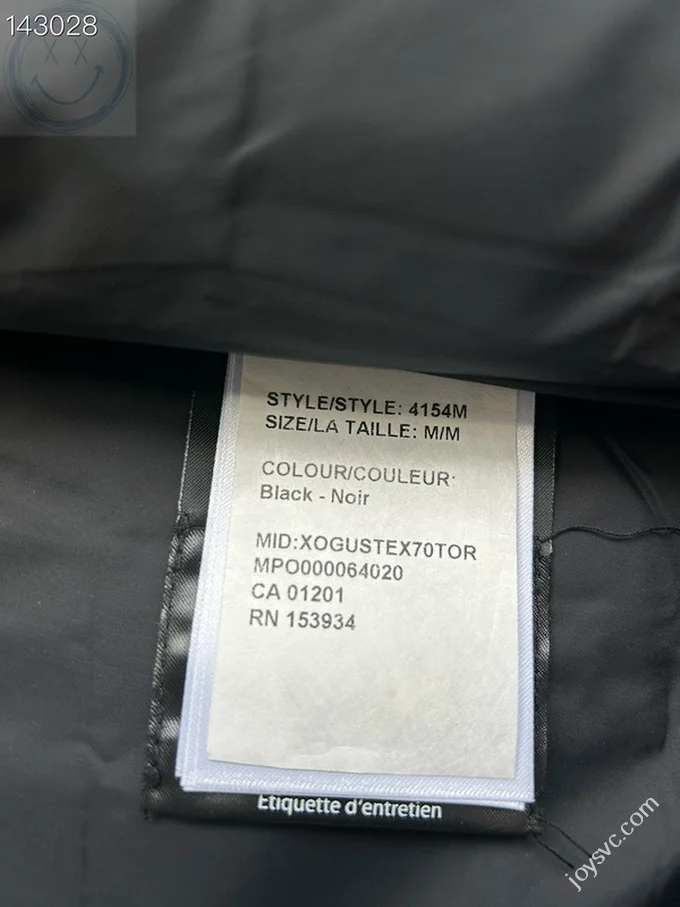 143028
STYLE/STYLE: 4154M
SIZE/LA TAILLE: M/M
COLOUR/COULEUR:
Black - Noir
MID:XOGUSTEX70TOR
MPO000064020
CA 01201
RN 153934
Etiquette d'entretien
joysvc.com